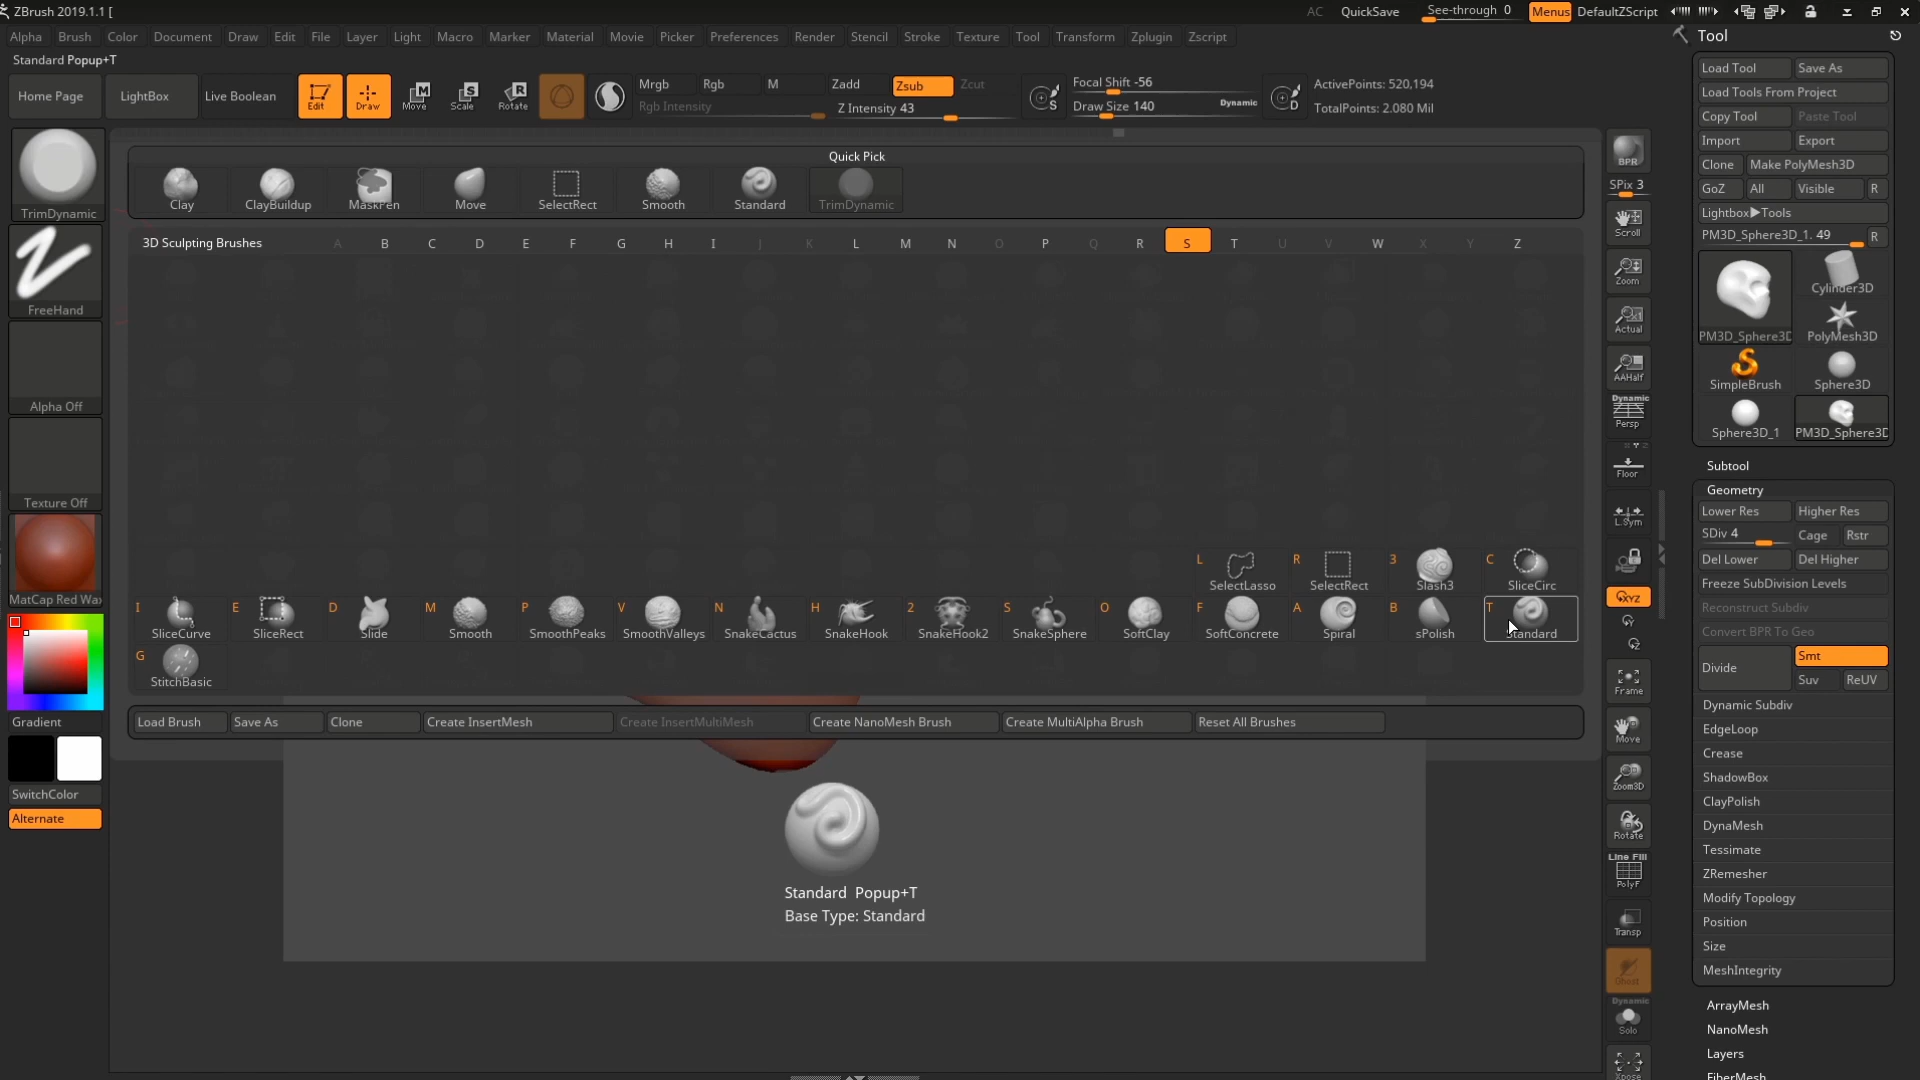 ZBrush 2019.1.1 [
AC QuickSave See-through 0 Menus DefaultZScript
Alpha Brush Color Document Draw Edit File Layer Light Macro Marker Material Movie Picker Preferences Render Stencil Stroke Texture Tool Transform Zplugin Zscript
Standard Popup+T
Home Page LightBox Live Boolean Edit Draw Move Scale Rotate
Mrgb Rgb M Zadd Zsub Zcut
Rgb Intensity Z Intensity 43
Focal Shift -56
Draw Size 140 Dynamic
ActivePoints: 520,194
TotalPoints: 2.080 Mil
TrimDynamic
FreeHand
Alpha Off
Texture Off
MatCap Red Wax
Gradient
SwitchColor
Alternate
Quick Pick
Clay ClayBuildup MaskPen Move SelectRect Smooth Standard TrimDynamic
3D Sculpting Brushes A B C D E F G H I J K L M N O P Q R S T U V W X Y Z
L SelectLasso R SelectRect 3 Slash3 C SliceCirc
I SliceCurve E SliceRect D Slide M Smooth P SmoothPeaks V SmoothValleys N SnakeCactus H SnakeHook 2 SnakeHook2 S SnakeSphere O SoftClay F SoftConcrete A Spiral B sPolish T Standard
G StitchBasic
Load Brush Save As Clone Create InsertMesh Create InsertMultiMesh Create NanoMesh Brush Create MultiAlpha Brush Reset All Brushes
Standard Popup+T
Base Type: Standard
BPR
SPix 3
Scroll
Zoom
Actual
AAHalf
Dynamic
Persp
Floor
L.Sym
XYZ
Frame
Move
Zoom3D
Rotate
Line Fill
PolyF
Transp
Ghost
Dynamic
Solo
Xpose
Tool
Load Tool Save As
Load Tools From Project
Copy Tool Paste Tool
Import Export
Clone Make PolyMesh3D
GoZ All Visible R
Lightbox▶Tools
PM3D_Sphere3D_1. 49 R
PM3D_Sphere3D Cylinder3D
PolyMesh3D
SimpleBrush Sphere3D
Sphere3D_1 PM3D_Sphere3D
Subtool
Geometry
Lower Res Higher Res
SDiv 4 Cage Rstr
Del Lower Del Higher
Freeze SubDivision Levels
Reconstruct Subdiv
Convert BPR To Geo
Divide Smt
Suv ReUV
Dynamic Subdiv
EdgeLoop
Crease
ShadowBox
ClayPolish
DynaMesh
Tessimate
ZRemesher
Modify Topology
Position
Size
MeshIntegrity
ArrayMesh
NanoMesh
Layers
FiberMesh